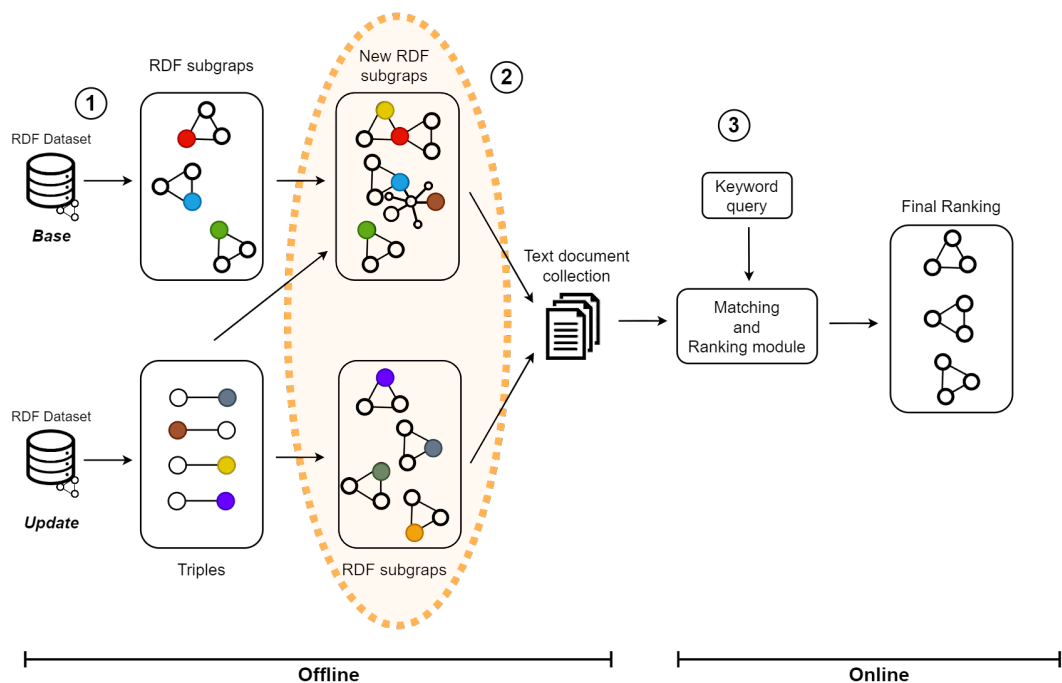 1
RDF Dataset
Base
RDF subgraps
New RDF
subgraps
2
3
Keyword
query
Final Ranking
Text document
collection
Matching
and
Ranking module
RDF Dataset
Update
Triples
RDF subgraps
Offline
Online